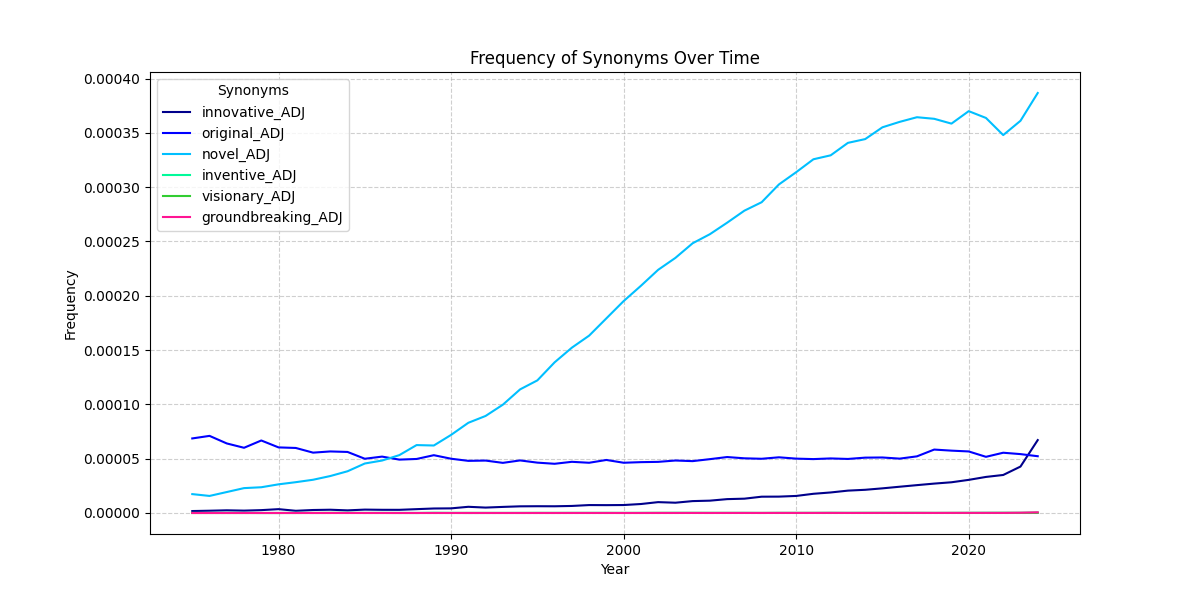 Frequency of Synonyms Over Time
0.00040
0.00035
0.00030
0.00025
0.00020
0.00015
0.00010
0.00005
0.00000
Frequency
Synonyms
innovative_ADJ
original_ADJ
novel_ADJ
inventive_ADJ
visionary_ADJ
groundbreaking_ADJ
1980 1990 2000 2010 2020
Year